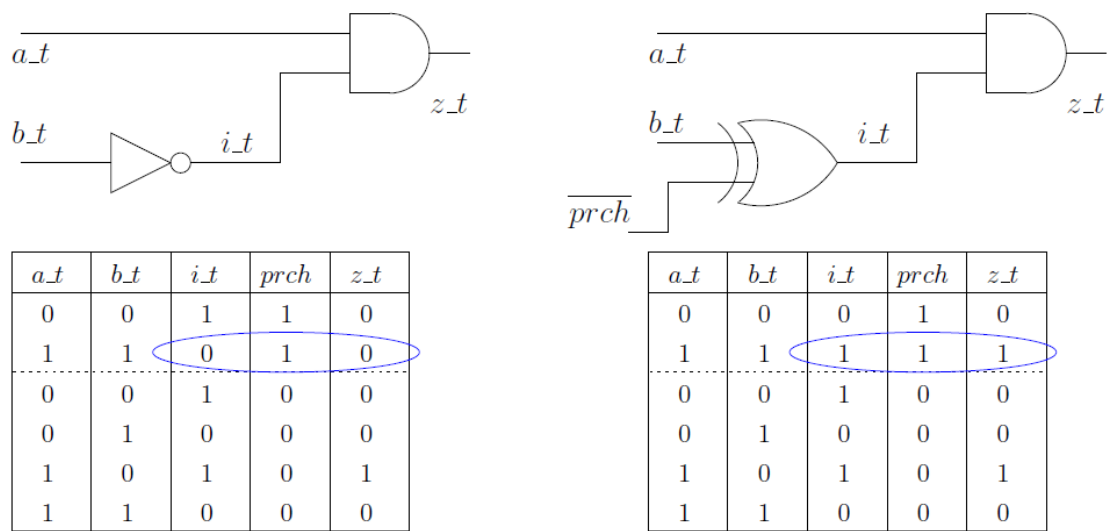 a_t
z_t
b_t
i_t
a_t
z_t
b_t
i_t
prch
a_t b_t i_t prch z_t
0 0 1 1 0
1 1 0 1 0
0 0 1 0 0
0 1 0 0 0
1 0 1 0 1
1 1 0 0 0
a_t b_t i_t prch z_t
0 0 0 1 0
1 1 1 1 1
0 0 1 0 0
0 1 0 0 0
1 0 1 0 1
1 1 0 0 0